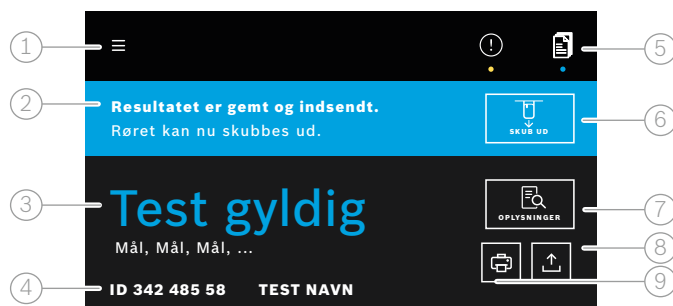 1
5
2
Resultatet er gemt og indsendt.
Røret kan nu skubbes ud.
SKUB UD
6
3
Test gyldig
OPLYSNINGER
7
Mål, Mål, Mål, ...
8
4
ID 342 485 58 TEST NAVN
9